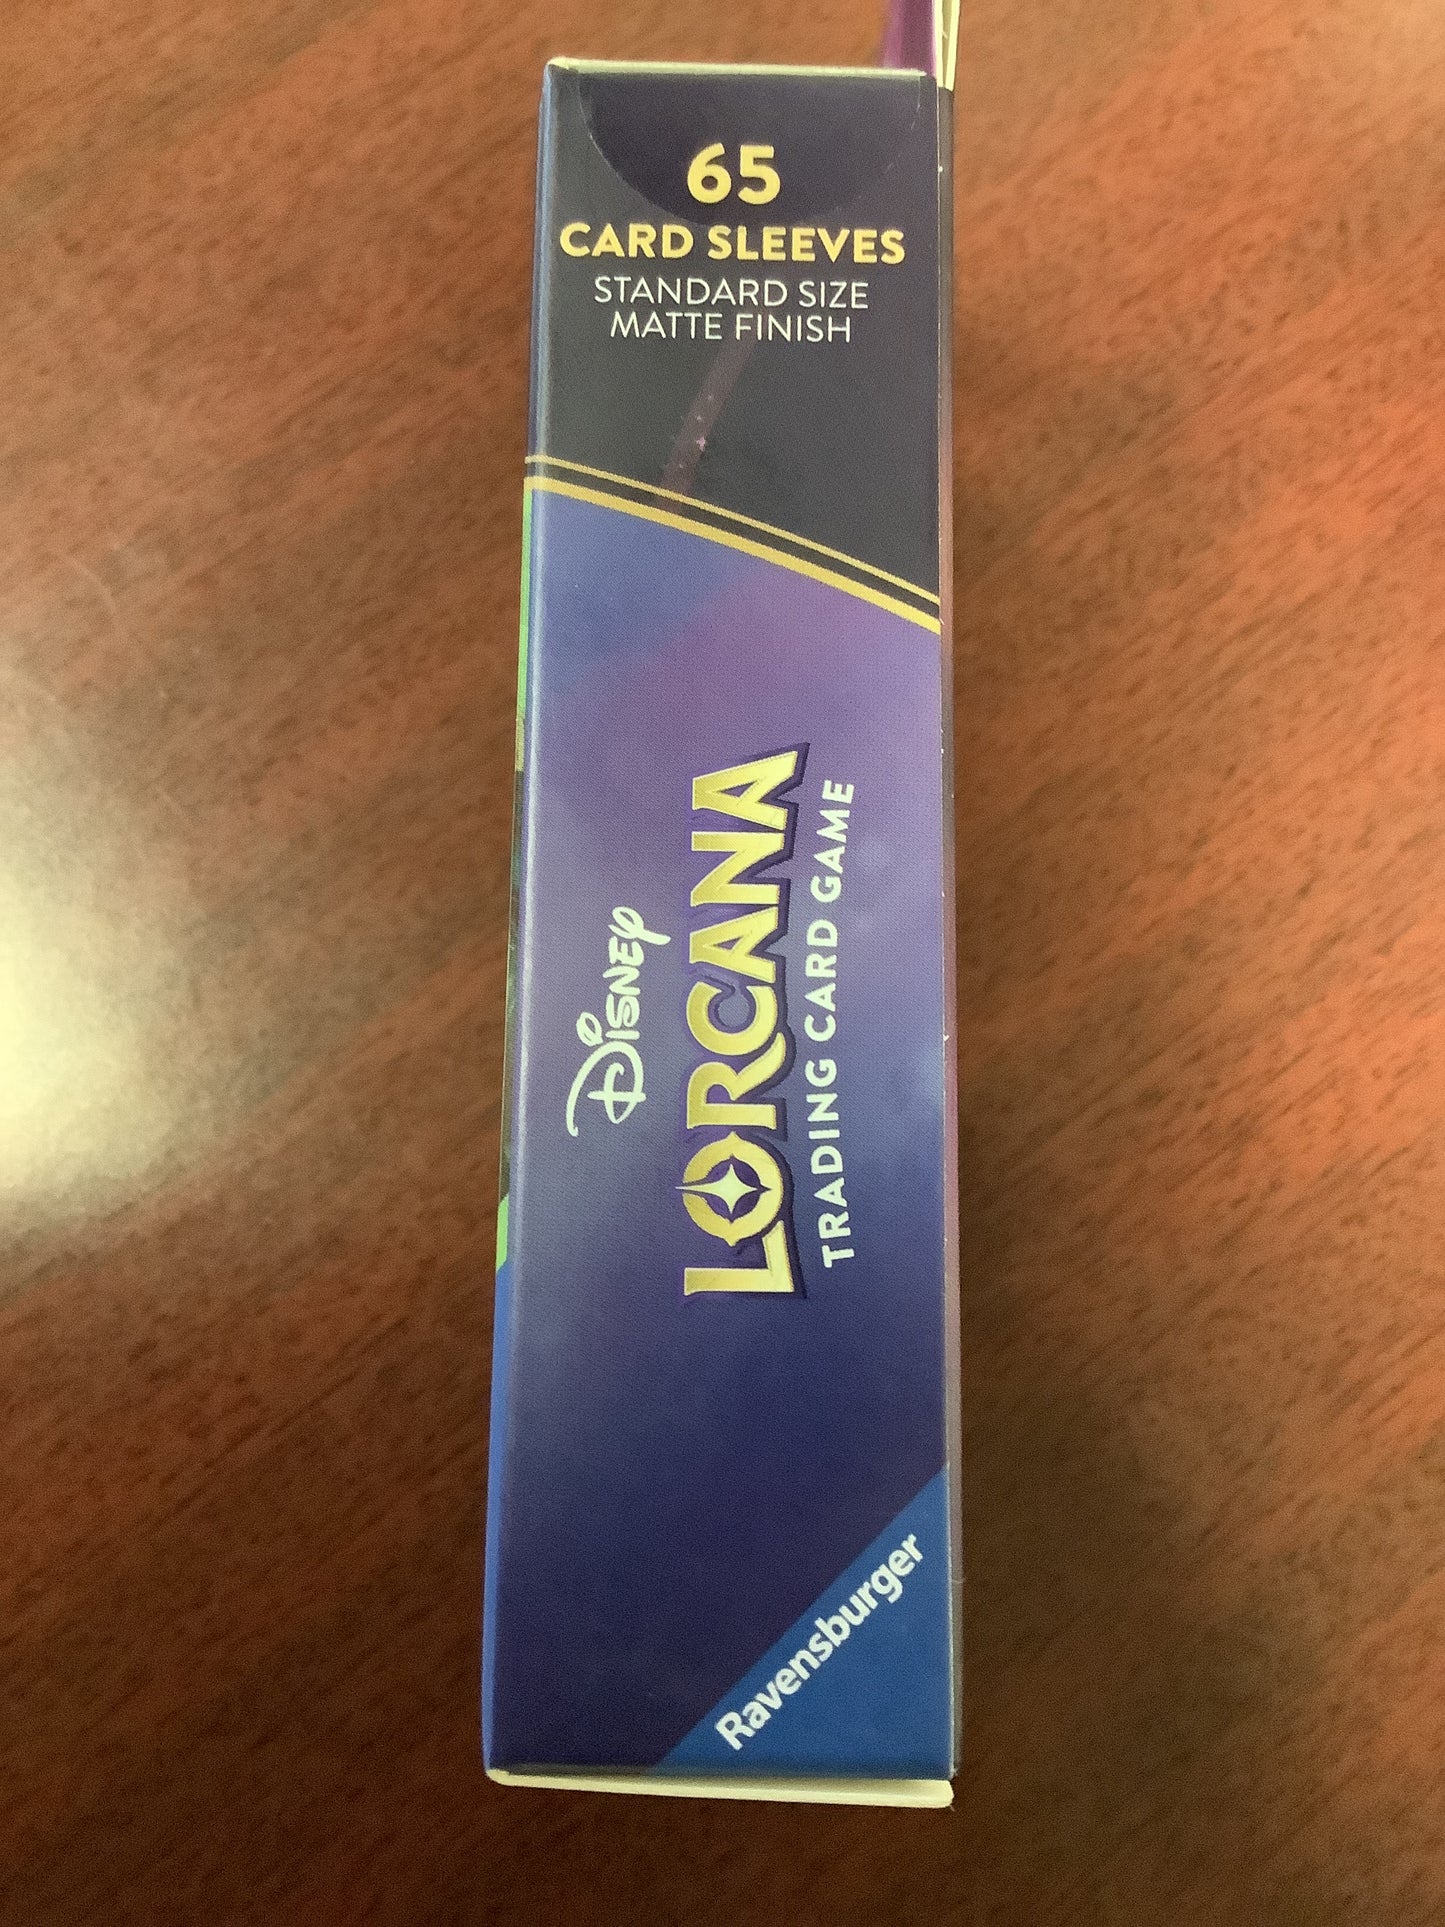 65
CARD SLEEVES
STANDARD SIZE
MATTE FINISH
Disney
LORCANA
TRADING CARD GAME
Ravensburger